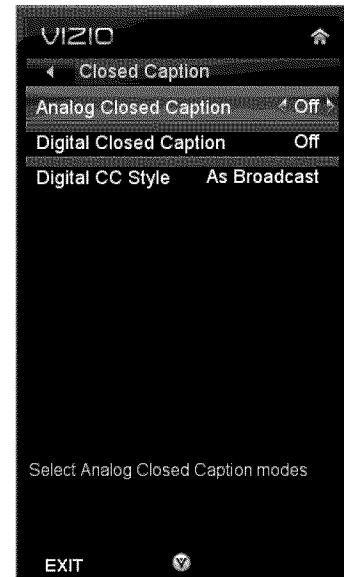 VIZIO
Closed Caption
Analog Closed Caption Off
Digital Closed Caption Off
Digital CC Style As Broadcast
Select Analog Closed Caption modes
EXIT